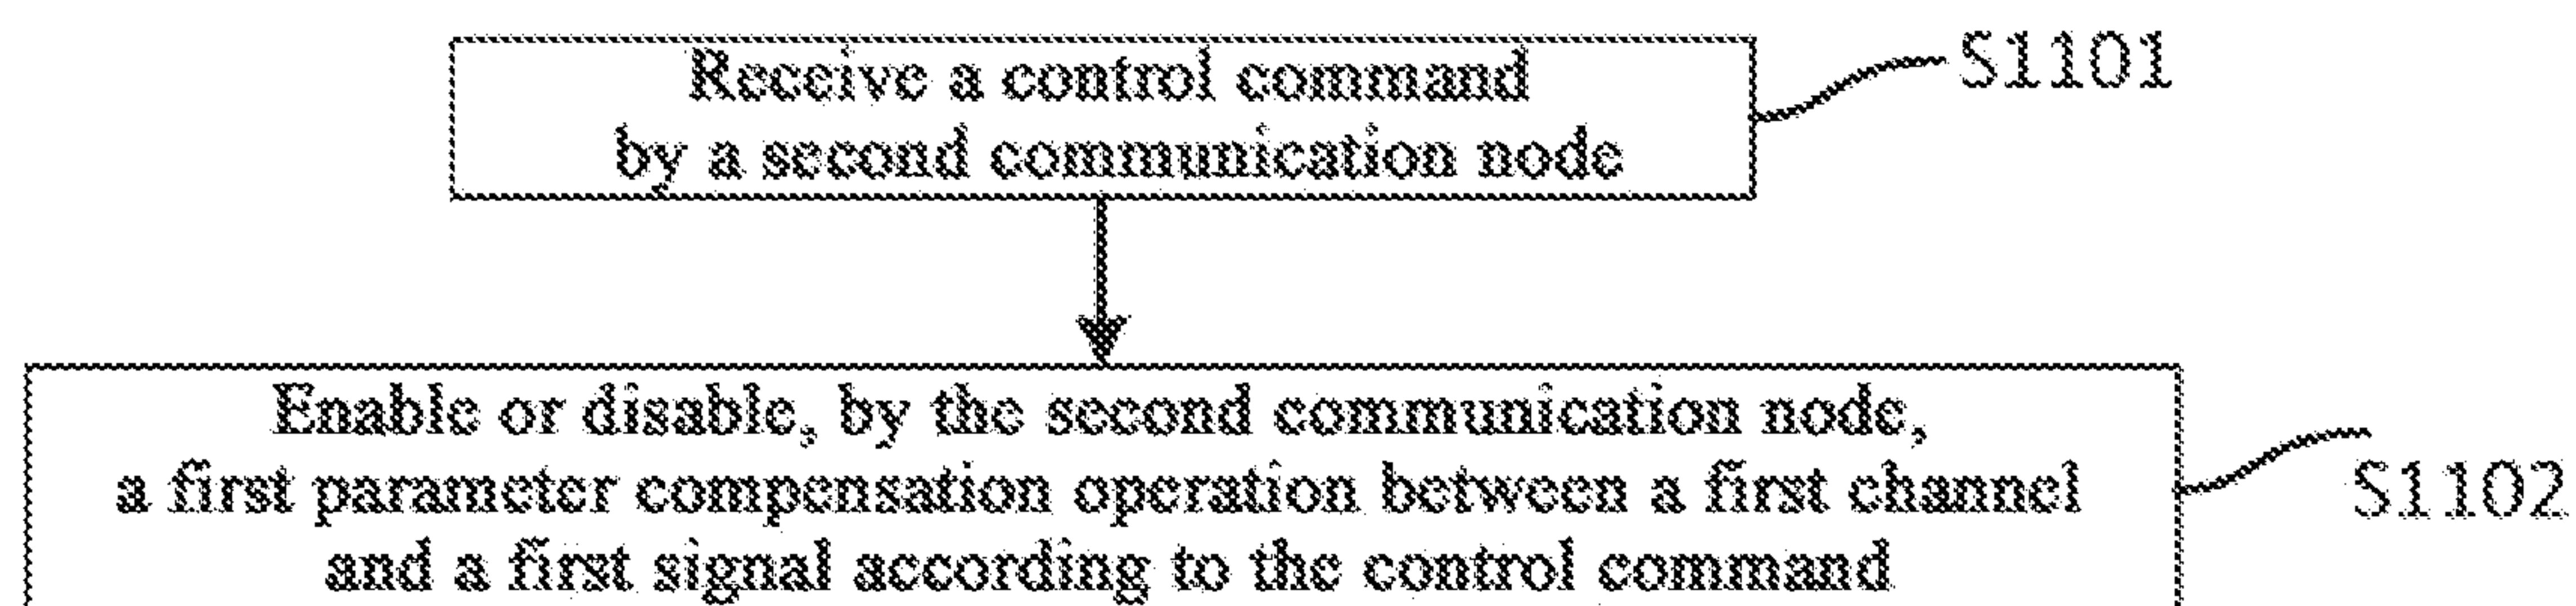 Receive a control command
by a second communication node
S1101
Enable or disable, by the second communication node,
a first parameter compensation operation between a first channel
and a first signal according to the control command
S1102